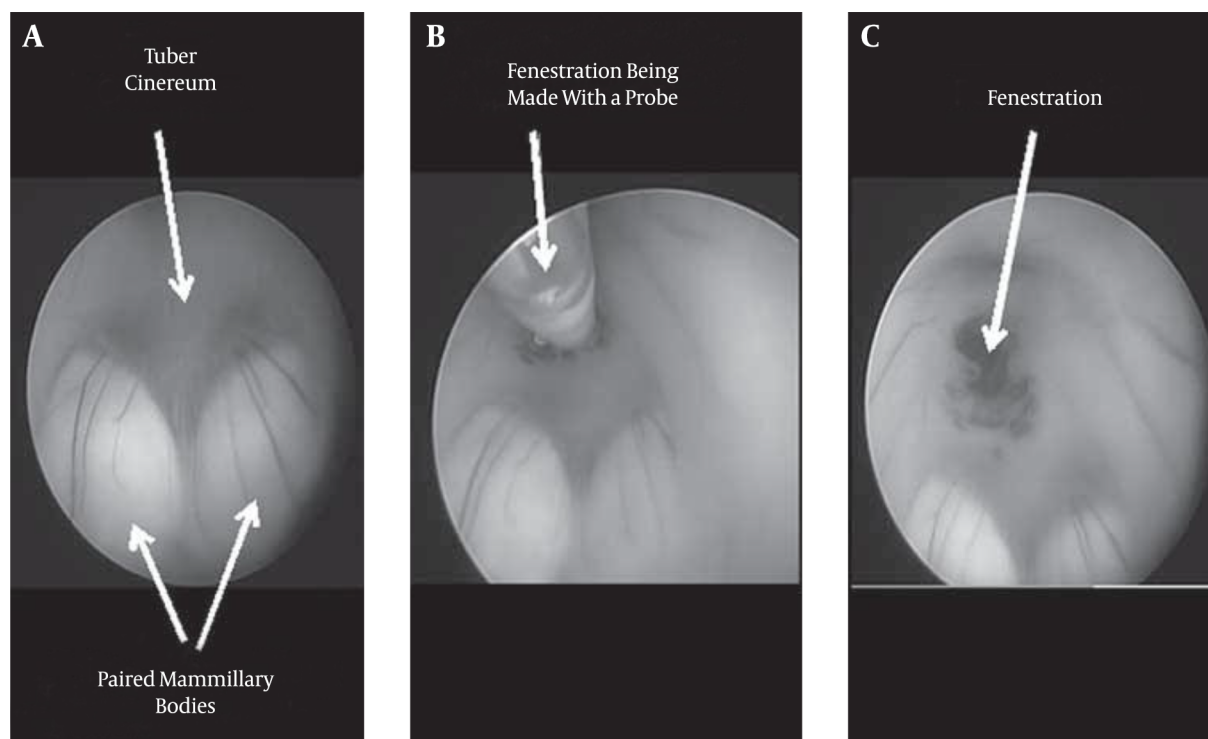 A
Tuber
Cinereum
Paired Mammillary
Bodies
B
Fenestration Being
Made With a Probe
C
Fenestration